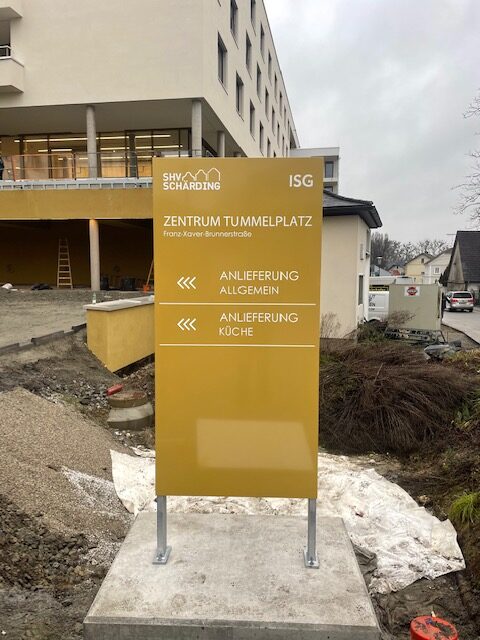 SHV
SCHÄRDING
ISG
ZENTRUM TUMMELPLATZ
Franz-Xaver-Brunnerstraße
ANLIEFERUNG
ALLGEMEIN
ANLIEFERUNG
KÜCHE